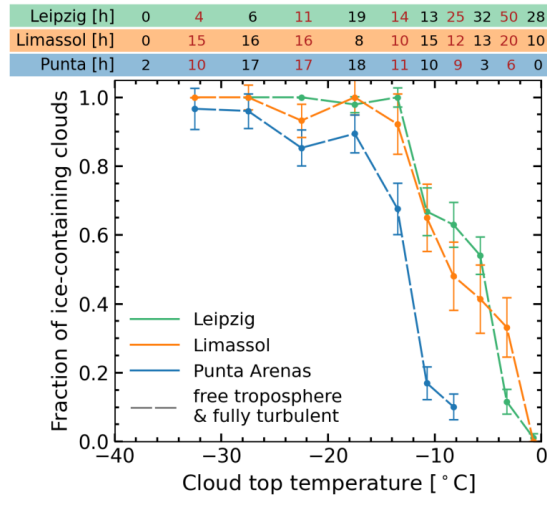 Leipzig [h] 0 4 6 11 19 14 13 25 32 50 28
Limassol [h] 0 15 16 16 8 10 15 12 13 20 10
Punta [h] 2 10 17 17 18 11 10 9 3 6 0
1.0
0.8
0.6
0.4
0.2
0.0
Fraction of ice-containing clouds
Leipzig
Limassol
Punta Arenas
free troposphere
& fully turbulent
−40 −30 −20 −10 0
Cloud top temperature [°C]